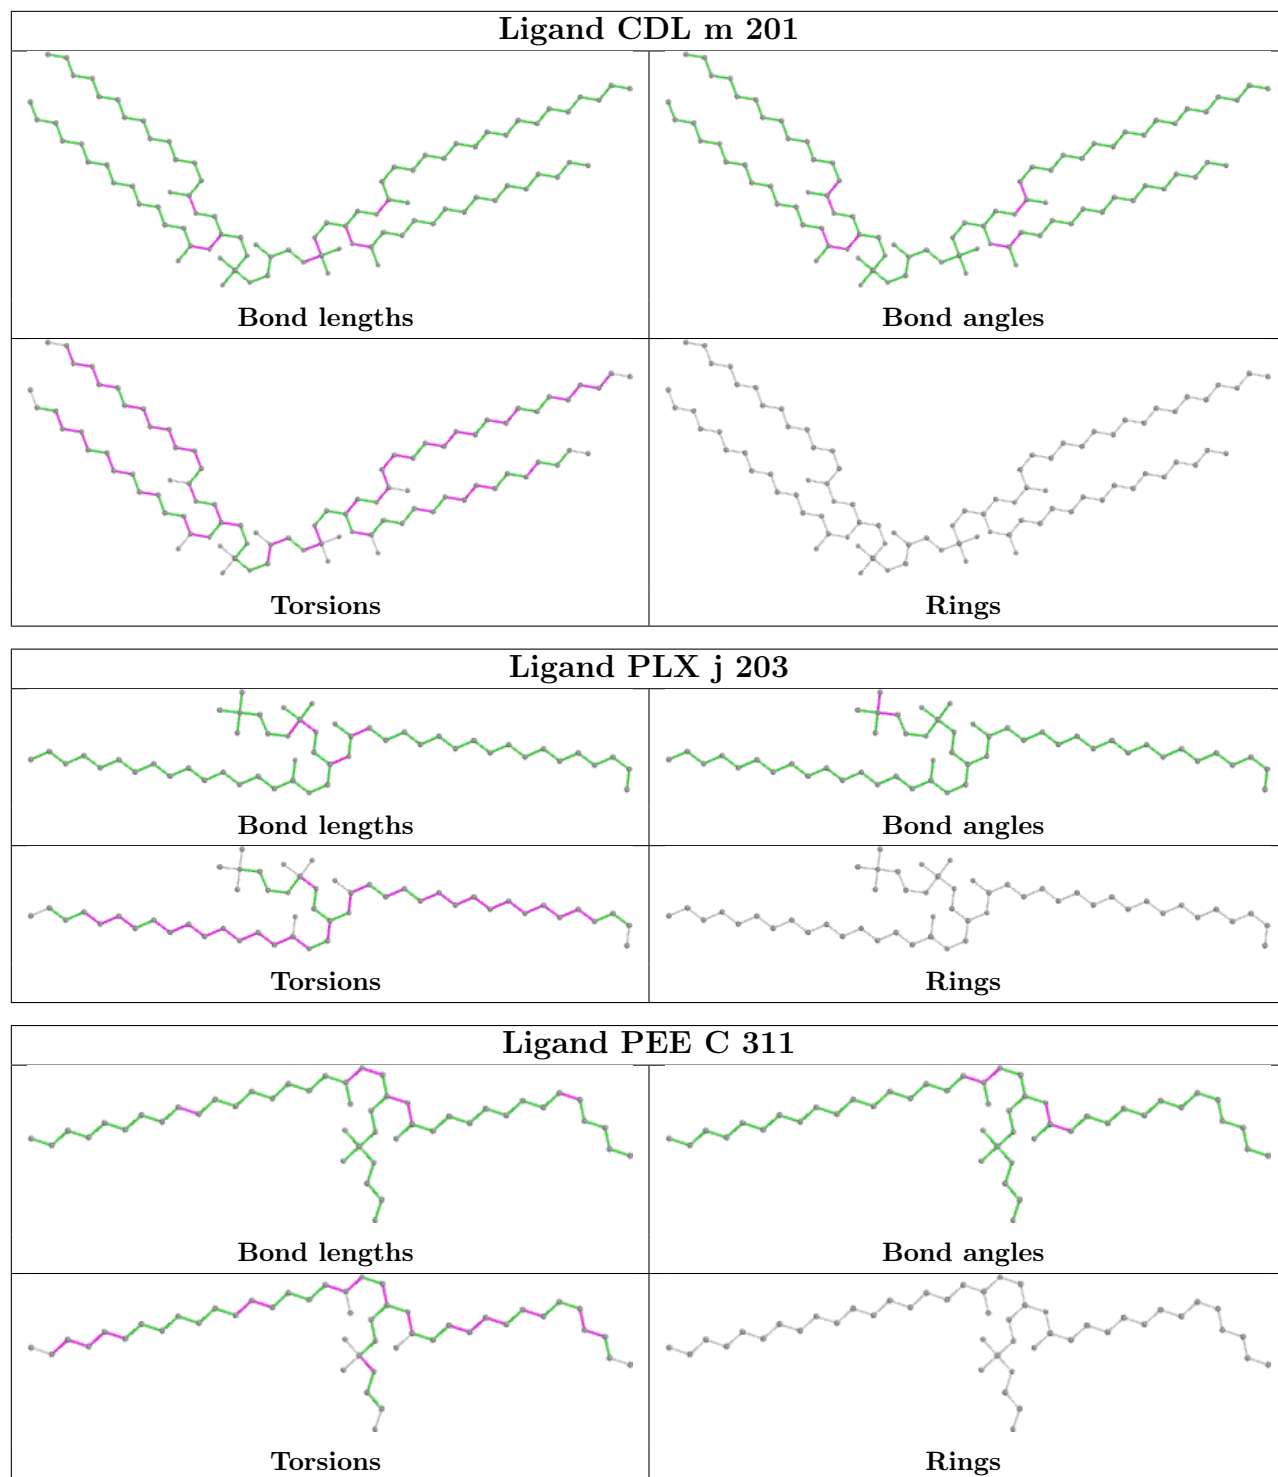 Ligand CDL m 201
Bond lengths
Bond angles
Torsions
Rings
Ligand PLX j 203
Bond lengths
Bond angles
Torsions
Rings
Ligand PEE C 311
Bond lengths
Bond angles
Torsions
Rings